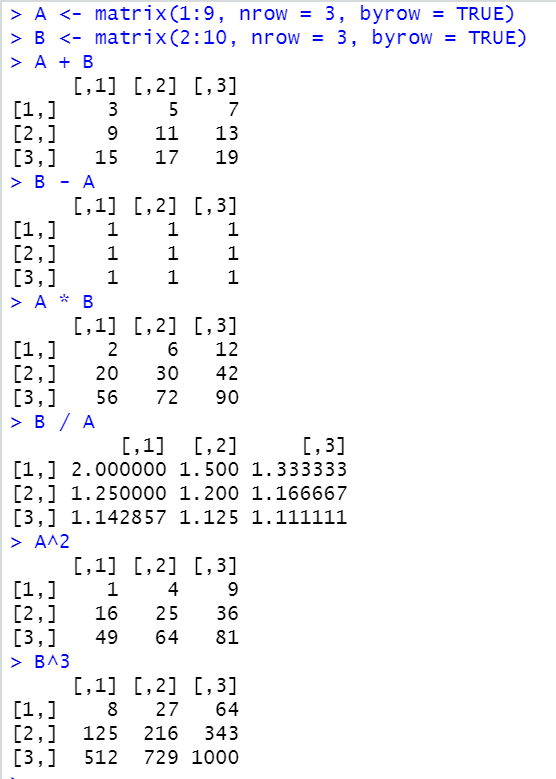 > A <- matrix(1:9, nrow = 3, byrow = TRUE)
> B <- matrix(2:10, nrow = 3, byrow = TRUE)
> A + B
     [,1] [,2] [,3]
[1,]    3    5    7
[2,]    9   11   13
[3,]   15   17   19
> B - A
     [,1] [,2] [,3]
[1,]    1    1    1
[2,]    1    1    1
[3,]    1    1    1
> A * B
     [,1] [,2] [,3]
[1,]    2    6   12
[2,]   20   30   42
[3,]   56   72   90
> B / A
         [,1]  [,2]     [,3]
[1,] 2.000000 1.500 1.333333
[2,] 1.250000 1.200 1.166667
[3,] 1.142857 1.125 1.111111
> A^2
     [,1] [,2] [,3]
[1,]    1    4    9
[2,]   16   25   36
[3,]   49   64   81
> B^3
     [,1] [,2] [,3]
[1,]    8   27   64
[2,]  125  216  343
[3,]  512  729 1000